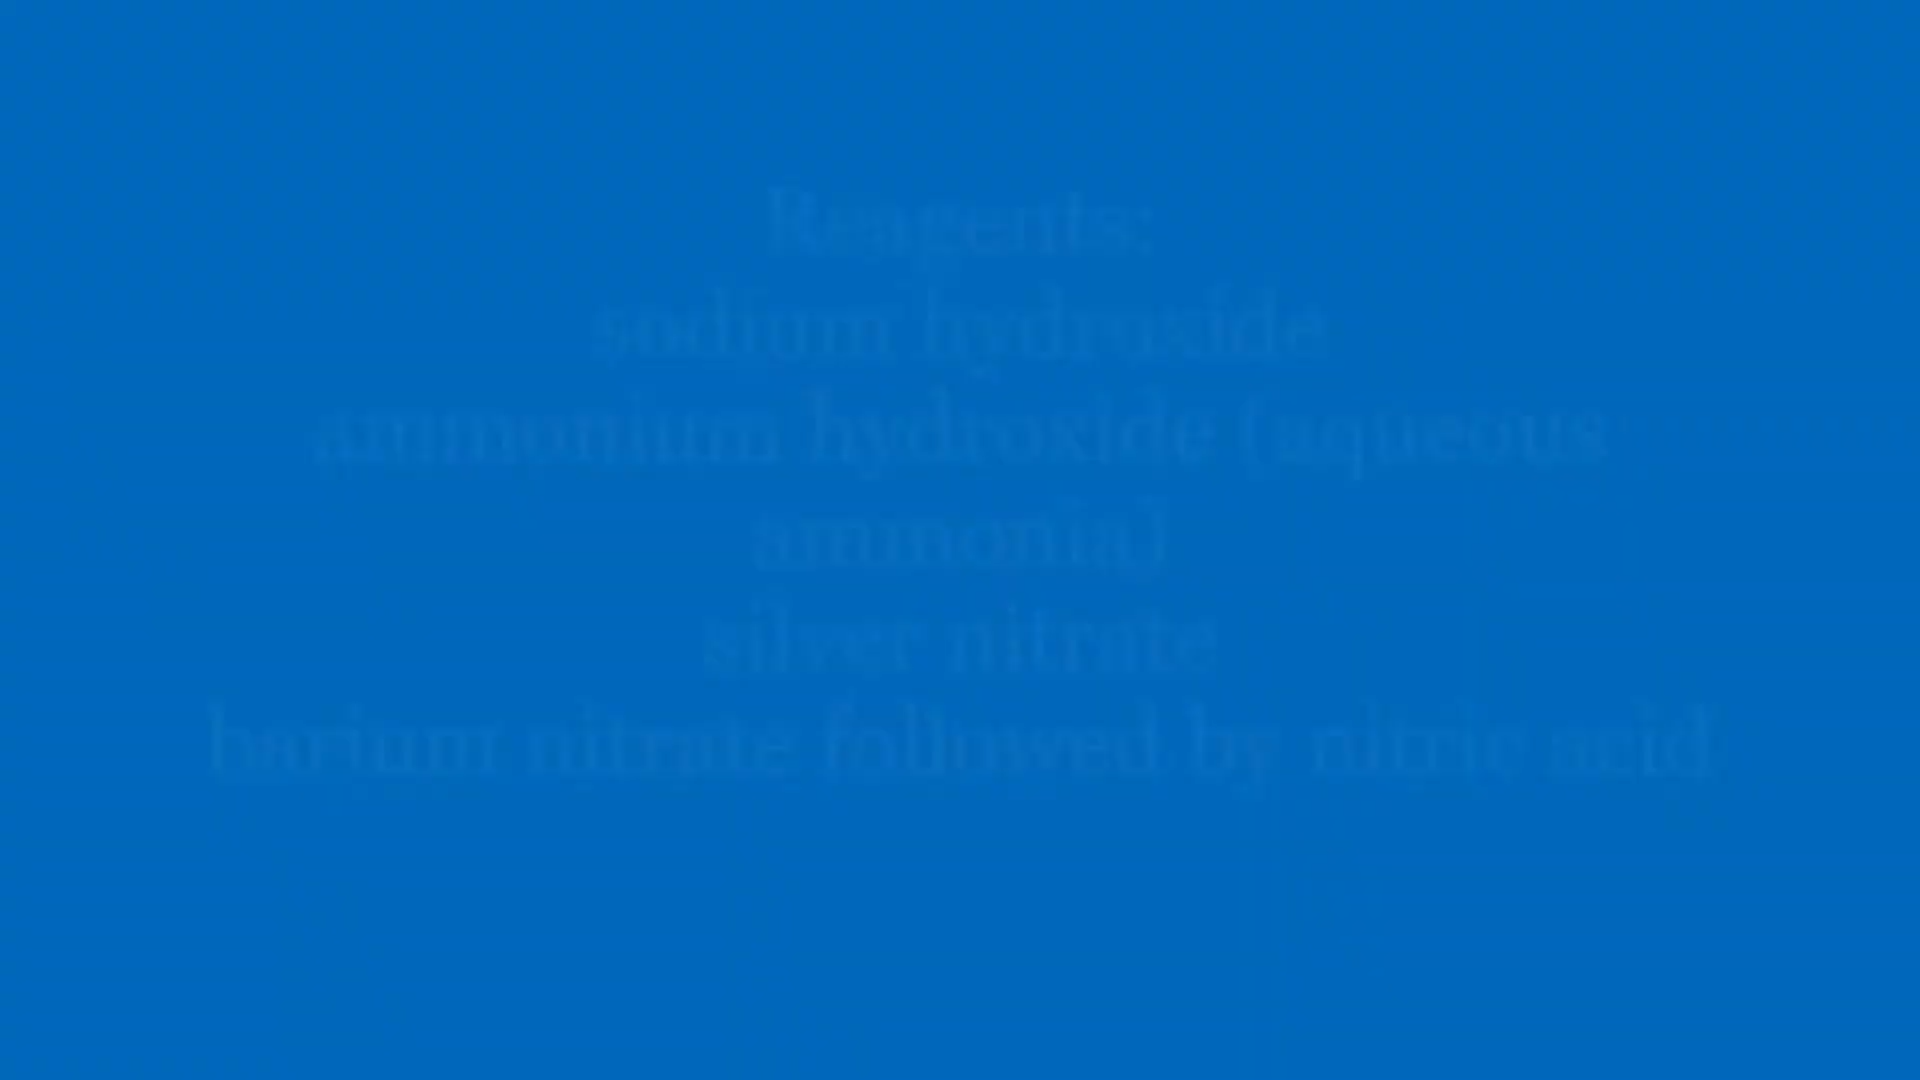 Reagents:
sodium hydroxide
ammonium hydroxide (aqueous
ammonia)
silver nitrate
barium nitrate followed by nitric acid